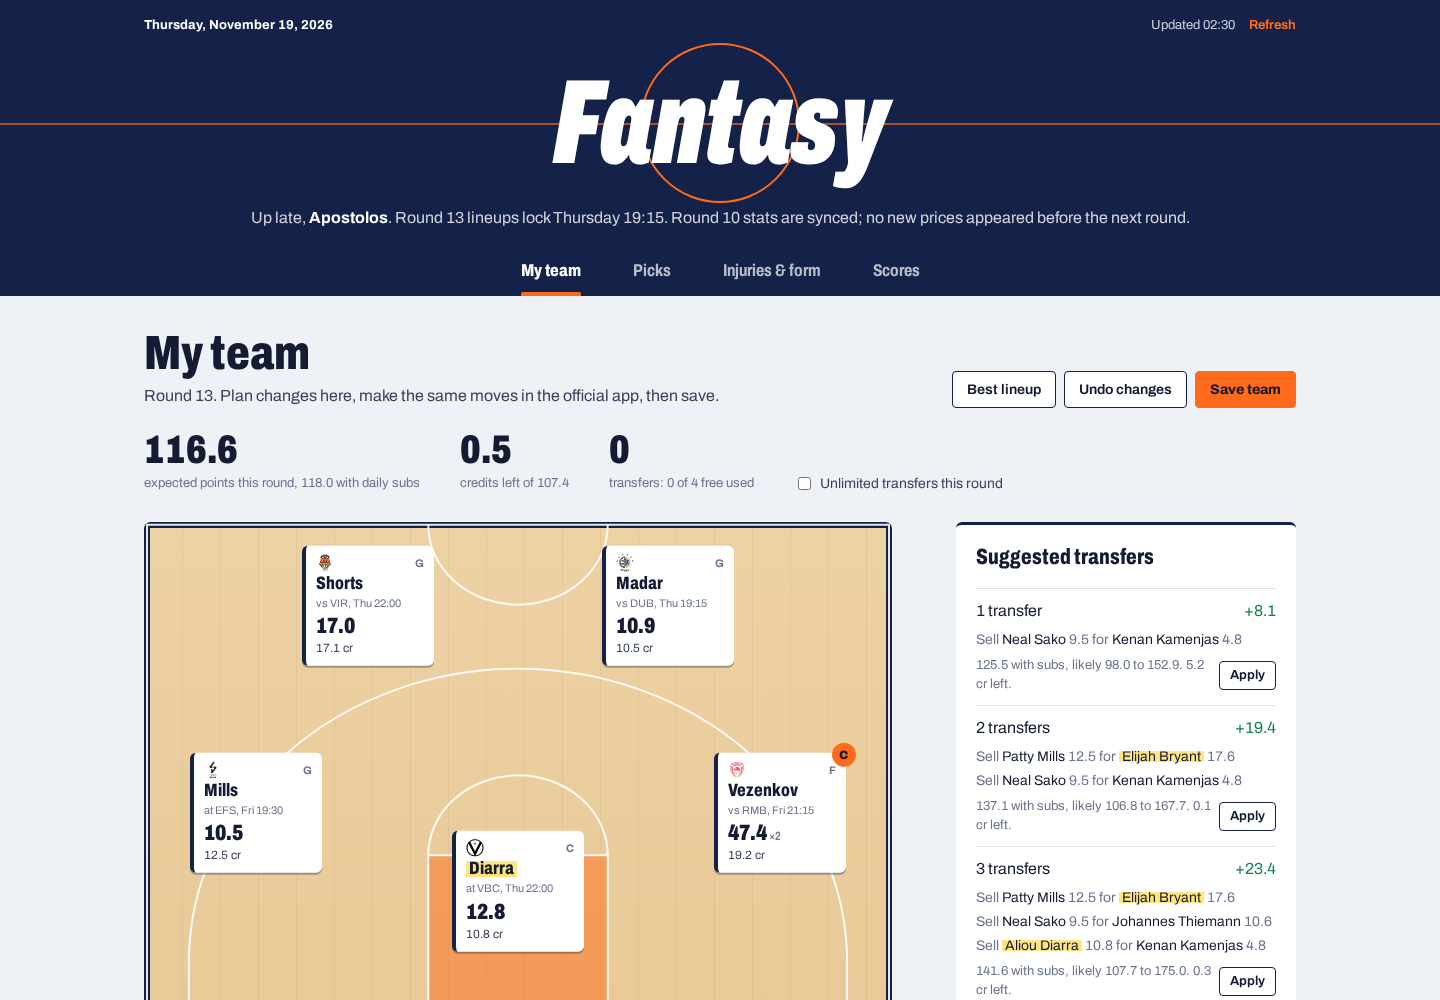 Thursday, November 19, 2026
Updated 02:30 Refresh
Fantasy
Up late, Apostolos. Round 13 lineups lock Thursday 19:15. Round 10 stats are synced; no new prices appeared before the next round.
My team Picks Injuries & form Scores
My team
Round 13. Plan changes here, make the same moves in the official app, then save.
Best lineup Undo changes Save team
116.6
expected points this round, 118.0 with daily subs
0.5
credits left of 107.4
0
transfers: 0 of 4 free used
Unlimited transfers this round
G
Shorts
vs VIR, Thu 22:00
17.0
17.1 cr
G
Madar
vs DUB, Thu 19:15
10.9
10.5 cr
G
Mills
at EFS, Fri 19:30
10.5
12.5 cr
C
Diarra
at VBC, Thu 22:00
12.8
10.8 cr
C
F
Vezenkov
vs RMB, Fri 21:15
47.4 ×2
19.2 cr
Suggested transfers
1 transfer +8.1
Sell Neal Sako 9.5 for Kenan Kamenjas 4.8
125.5 with subs, likely 98.0 to 152.9. 5.2
cr left.
Apply
2 transfers +19.4
Sell Patty Mills 12.5 for Elijah Bryant 17.6
Sell Neal Sako 9.5 for Kenan Kamenjas 4.8
137.1 with subs, likely 106.8 to 167.7. 0.1
cr left.
Apply
3 transfers +23.4
Sell Patty Mills 12.5 for Elijah Bryant 17.6
Sell Neal Sako 9.5 for Johannes Thiemann 10.6
Sell Aliou Diarra 10.8 for Kenan Kamenjas 4.8
141.6 with subs, likely 107.7 to 175.0. 0.3
cr left.
Apply